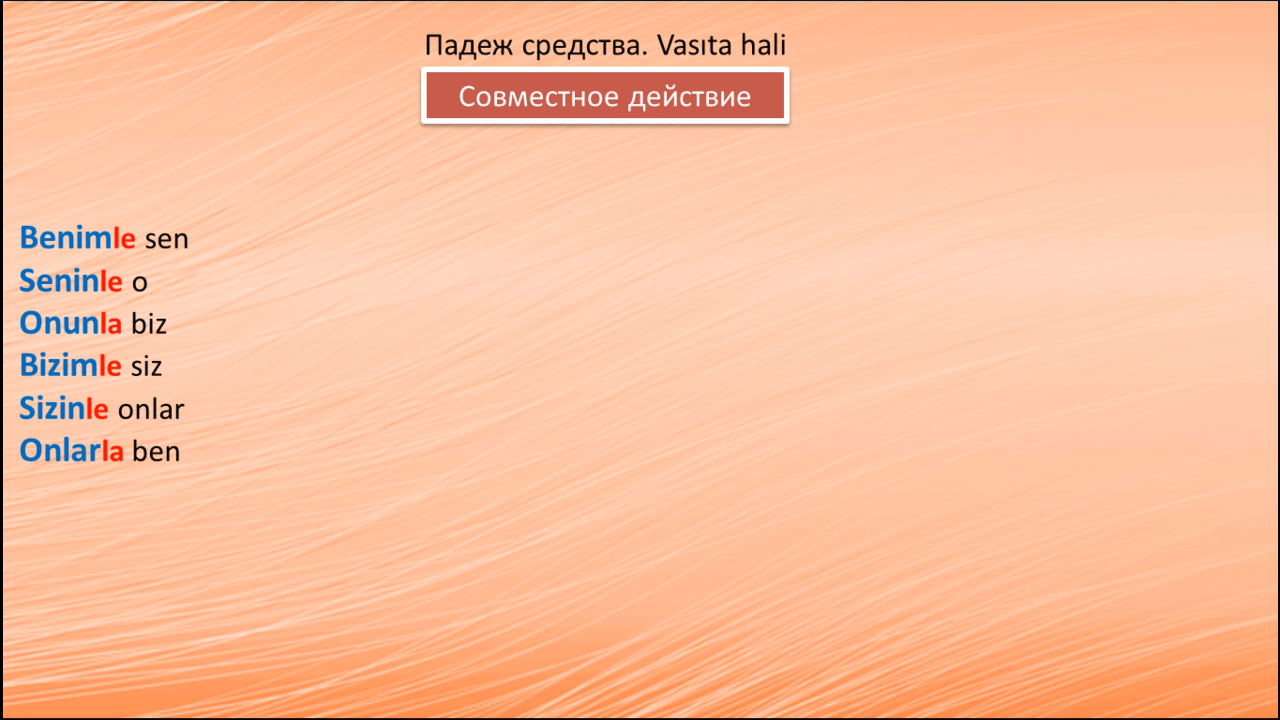 Падеж средства. Vasıta hali
Совместное действие
Benimle sen
Seninle o
Onunla biz
Bizimle siz
Sizinle onlar
Onlarla ben